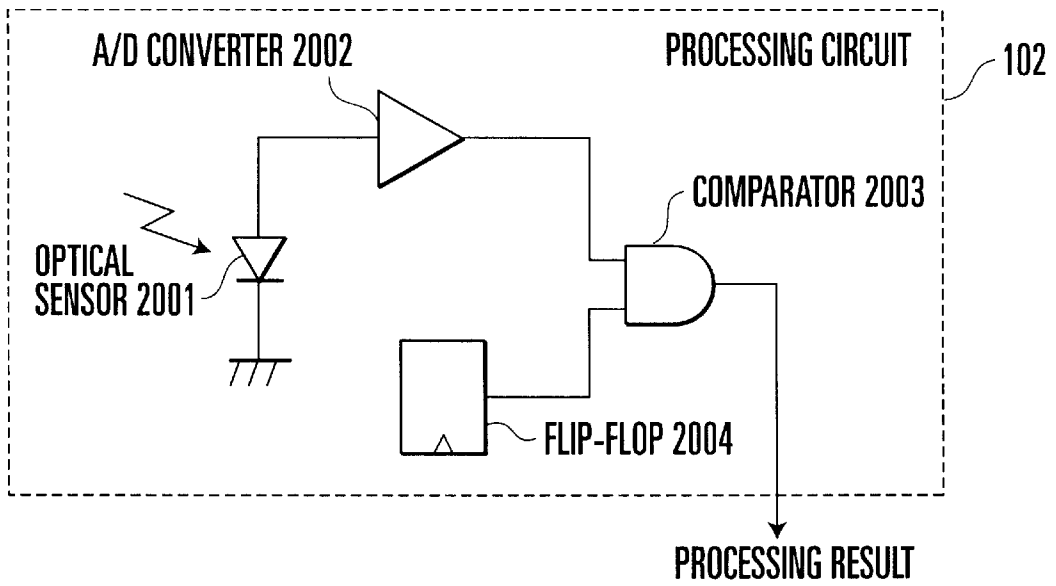 A/D CONVERTER 2002
PROCESSING CIRCUIT
102
COMPARATOR 2003
OPTICAL
SENSOR 2001
FLIP-FLOP 2004
PROCESSING RESULT